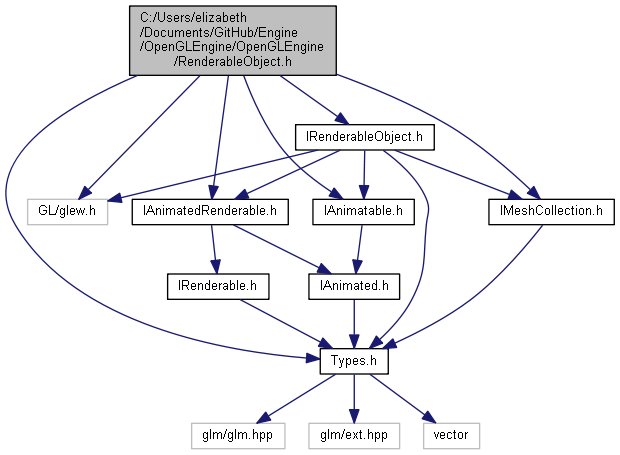 C:/Users/elizabeth
/Documents/GitHub/Engine
/OpenGLEngine/OpenGLEngine
/RenderableObject.h
IRenderableObject.h
GL/glew.h
IAnimatedRenderable.h
IAnimatable.h
IMeshCollection.h
IRenderable.h
IAnimated.h
Types.h
glm/glm.hpp
glm/ext.hpp
vector